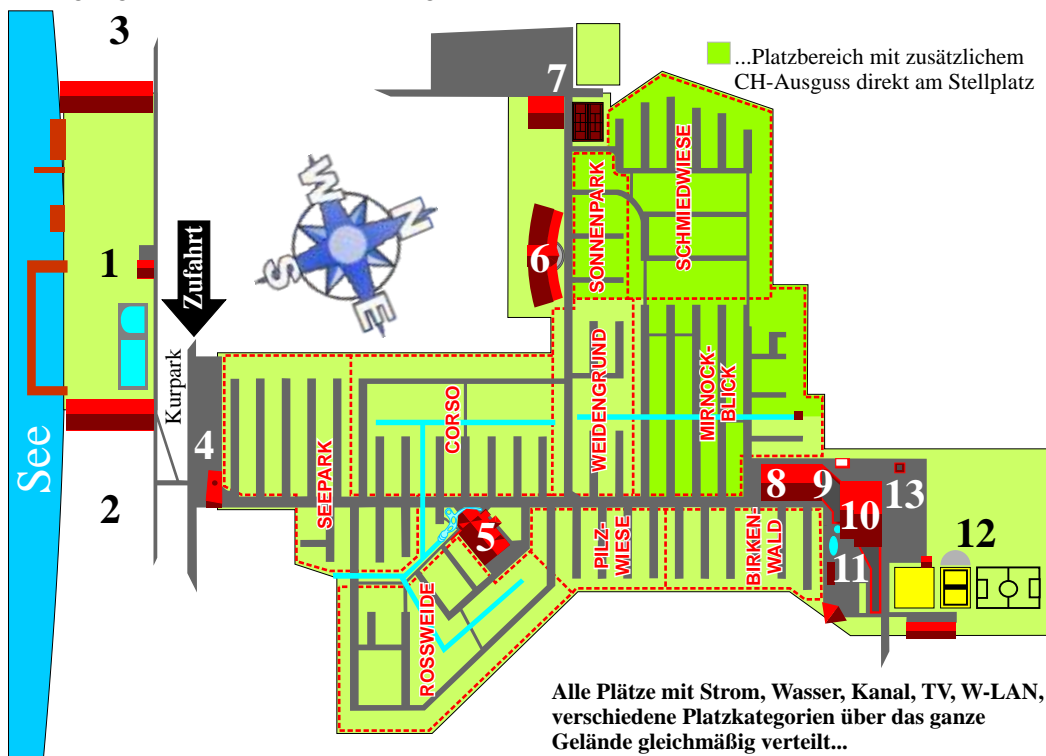 3
7
...Platzbereich mit zusätzlichem
CH-Ausguss direkt am Stellplatz
W
N
S
E
SCHMIEDWIESE
SONNENPARK
6
1
Zufahrt
Kurpark
See
4
2
SEEPARK
CORSO
WEIDENGRUND
MIRNOCK-
BLICK
8
9
10
13
5
PILZ-
WIESE
BIRKEN-
WALD
11
12
ROSSWEIDE
Alle Plätze mit Strom, Wasser, Kanal, TV, W-LAN,
verschiedene Platzkategorien über das ganze
Gelände gleichmäßig verteilt...